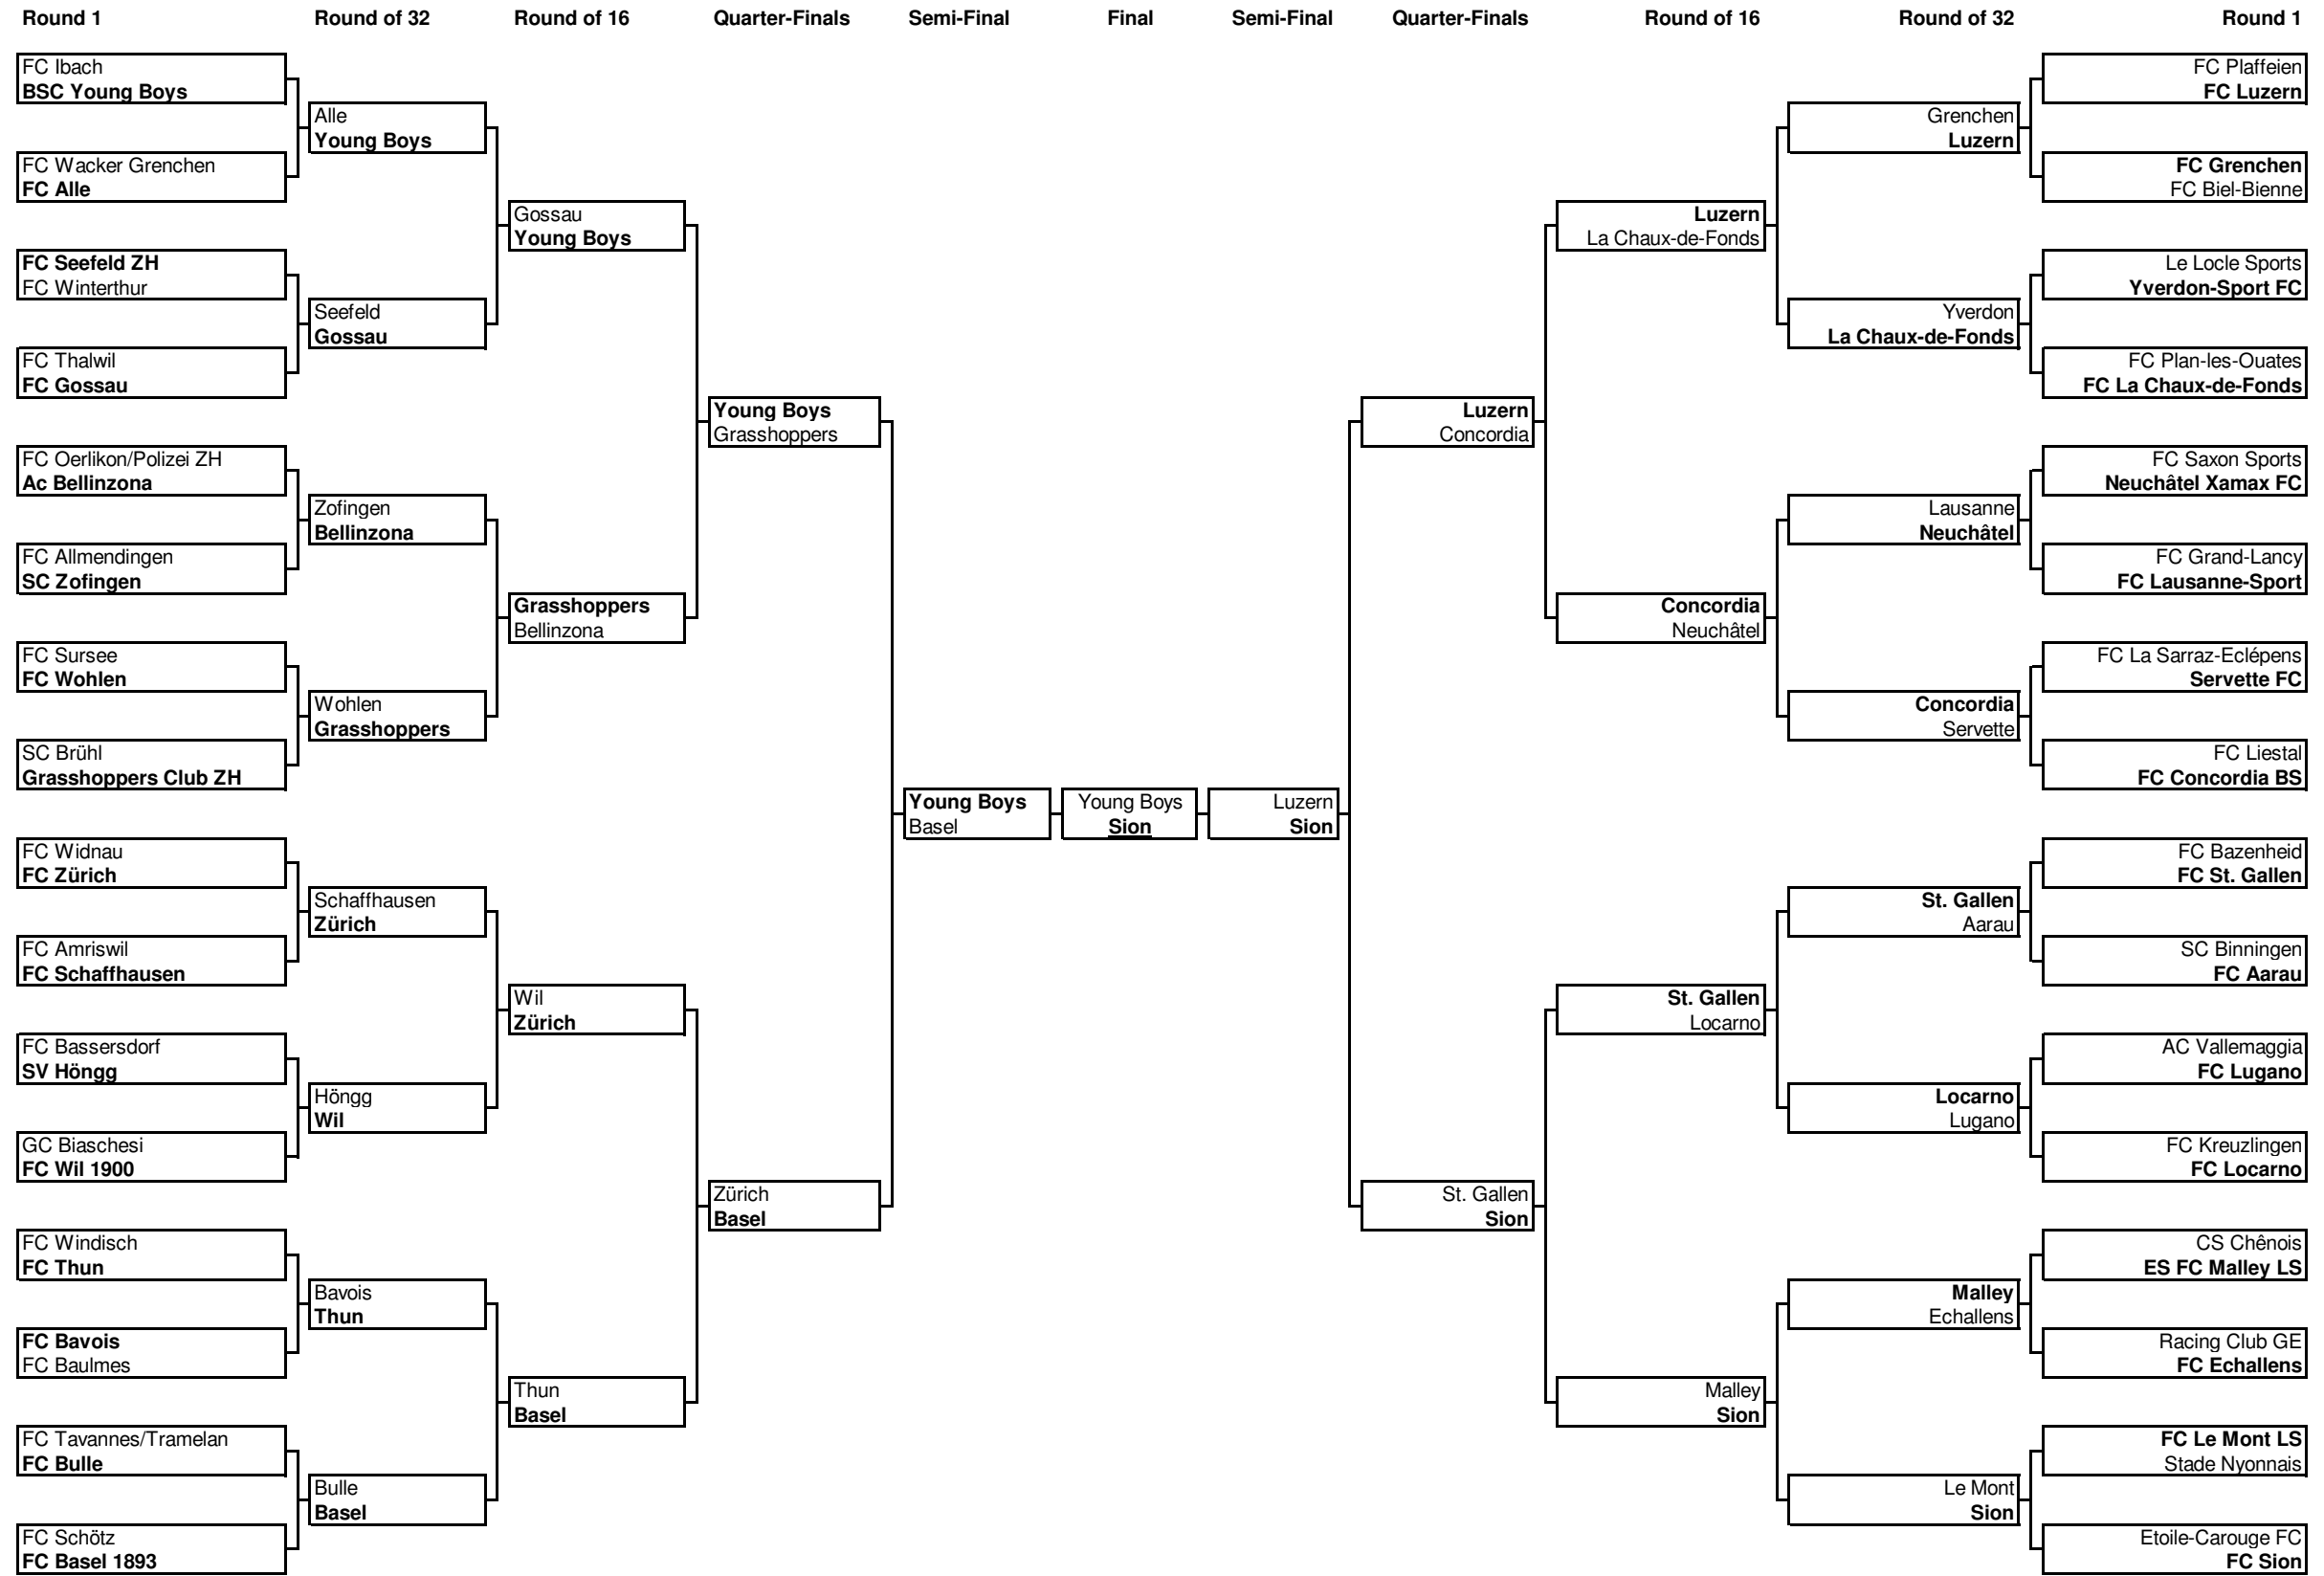 Round 1
Round of 32
Round of 16
Quarter-Finals
Semi-Final
Final
Semi-Final
Quarter-Finals
Round of 16
Round of 32
Round 1
FC Ibach
BSC Young Boys
FC Wacker Grenchen
FC Alle
FC Seefeld ZH
FC Winterthur
FC Thalwil
FC Gossau
FC Oerlikon/Polizei ZH
Ac Bellinzona
FC Allmendingen
SC Zofingen
FC Sursee
FC Wohlen
SC Brühl
Grasshoppers Club ZH
FC Widnau
FC Zürich
FC Amriswil
FC Schaffhausen
FC Bassersdorf
SV Höngg
GC Biaschesi
FC Wil 1900
FC Windisch
FC Thun
FC Bavois
FC Baulmes
FC Tavannes/Tramelan
FC Bulle
FC Schötz
FC Basel 1893
Alle
Young Boys
Seefeld
Gossau
Zofingen
Bellinzona
Wohlen
Grasshoppers
Schaffhausen
Zürich
Höngg
Wil
Bavois
Thun
Bulle
Basel
Gossau
Young Boys
Grasshoppers
Bellinzona
Wil
Zürich
Thun
Basel
Young Boys
Grasshoppers
Zürich
Basel
Young Boys
Basel
Young Boys
Sion
Luzern
Sion
Luzern
Concordia
St. Gallen
Sion
Luzern
La Chaux-de-Fonds
Concordia
Neuchâtel
St. Gallen
Locarno
Malley
Sion
Grenchen
Luzern
Yverdon
La Chaux-de-Fonds
Lausanne
Neuchâtel
Concordia
Servette
St. Gallen
Aarau
Locarno
Lugano
Malley
Echallens
Le Mont
Sion
FC Plaffeien
FC Luzern
FC Grenchen
FC Biel-Bienne
Le Locle Sports
Yverdon-Sport FC
FC Plan-les-Ouates
FC La Chaux-de-Fonds
FC Saxon Sports
Neuchâtel Xamax FC
FC Grand-Lancy
FC Lausanne-Sport
FC La Sarraz-Eclépens
Servette FC
FC Liestal
FC Concordia BS
FC Bazenheid
FC St. Gallen
SC Binningen
FC Aarau
AC Vallemaggia
FC Lugano
FC Kreuzlingen
FC Locarno
CS Chênois
ES FC Malley LS
Racing Club GE
FC Echallens
FC Le Mont LS
Stade Nyonnais
Etoile-Carouge FC
FC Sion